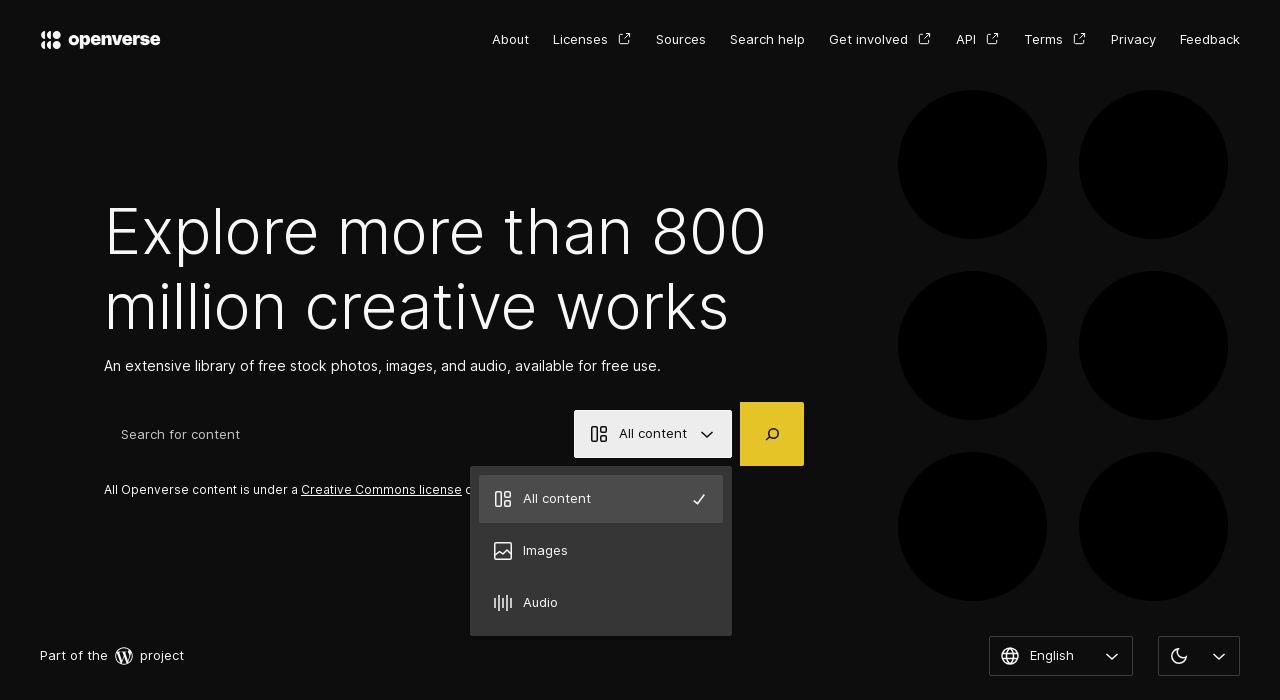 openverse
About Licenses Sources Search help Get involved API Terms Privacy Feedback
Explore more than 800
million creative works
An extensive library of free stock photos, images, and audio, available for free use.
Search for content
All content
All Openverse content is under a Creative Commons license
All content
Images
Audio
Part of the project
English